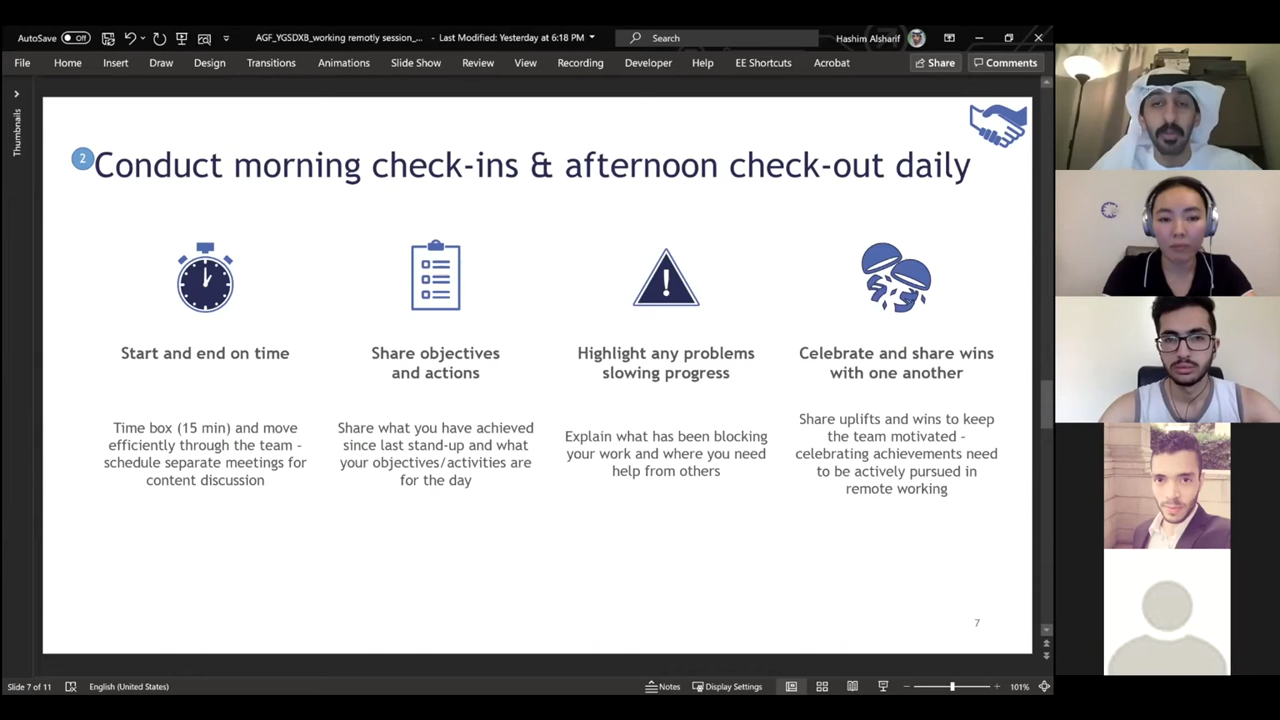 AutoSave Off AGF_YGSDXB_working remotly session_... – Last Modified: Yesterday at 6:18 PM Search Hashim Alsharif
File Home Insert Draw Design Transitions Animations Slide Show Review View Recording Developer Help EE Shortcuts Acrobat Share Comments
Thumbnails
2 Conduct morning check-ins & afternoon check-out daily
Start and end on time
Time box (15 min) and move
efficiently through the team –
schedule separate meetings for
content discussion
Share objectives
and actions
Share what you have achieved
since last stand-up and what
your objectives/activities are
for the day
Highlight any problems
slowing progress
Explain what has been blocking
your work and where you need
help from others
Celebrate and share wins
with one another
Share uplifts and wins to keep
the team motivated –
celebrating achievements need
to be actively pursued in
remote working
7
Slide 7 of 11 English (United States) Notes Display Settings 101%